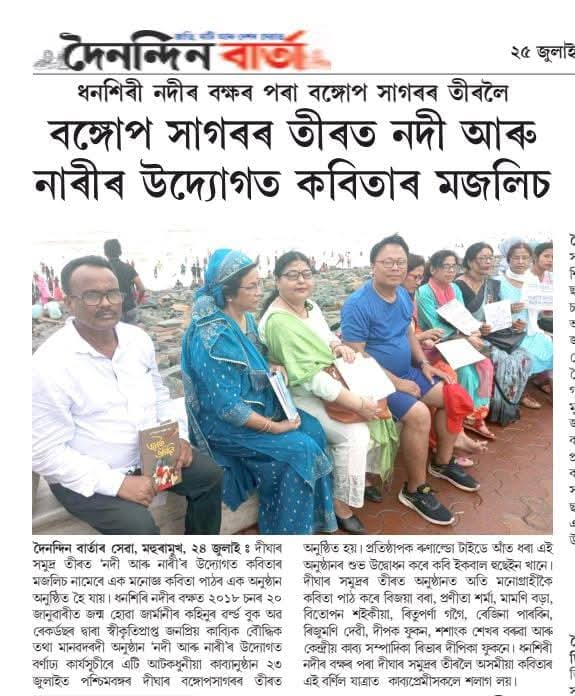 দৈনন্দিন বাৰ্তা
২৫ জুলাই
ধনশিৰী নদীৰ বক্ষৰ পৰা বঙ্গোপ সাগৰৰ তীৰলৈ
বঙ্গোপ সাগৰৰ তীৰত নদী আৰু
নাৰীৰ উদ্যোগত কবিতাৰ মজলিচ
দৈনন্দিন বাৰ্তাৰ সেৱা, মহুৰামুখ, ২৪ জুলাই ঃ দীঘাৰ
সমুদ্ৰ তীৰত 'নদী আৰু নাৰী'ৰ উদ্যোগত কবিতাৰ
মজলিচ নামেৰে এক মনোজ্ঞ কবিতা পাঠৰ এক অনুষ্ঠান
অনুষ্ঠিত হৈ যায়। ধনশিৰি নদীৰ বক্ষত ২০১৮ চনৰ ২০
জানুৱাৰীত জন্ম হোৱা জাৰ্মানীৰ কহিনুৰ ৱৰ্ল্ড বুক অৱ
ৰেকৰ্ডছৰ দ্বাৰা স্বীকৃতিপ্ৰাপ্ত জনপ্ৰিয় কাব্যিক বৌদ্ধিক
তথা মানৱদৰদী অনুষ্ঠান 'নদী আৰু নাৰী'ৰ উদ্যোগত
বৰ্ণাঢ্য কাৰ্যসূচীৰে এটি আটকধুনীয়া কাব্যানুষ্ঠান ২৩
জুলাইত পশ্চিমবঙ্গৰ দীঘাৰ বঙ্গোপসাগৰৰ তীৰত
অনুষ্ঠিত হয়। প্ৰতিষ্ঠাপক ৰুণাল্ডো টাইডে আঁত ধৰা এই
অনুষ্ঠানৰ শুভ উদ্বোধন কৰে কবি ইকবাল হুছেইন খানে।
দীঘাৰ সমুদ্ৰৰ তীৰত অনুষ্ঠানত অতি মনোগ্ৰাহীকৈ
কবিতা পাঠ কৰে বিজয়া বৰা, প্ৰণীতা শৰ্মা, মামণি বড়া,
বিতোপন শইকীয়া, ৰিতুপৰ্ণা গগৈ, ৰেজিনা পাৰবিন,
ৰিজুমণি দেবী, দীপক ফুকন, শশাংক শেখৰ বৰুৱা আৰু
কেন্দ্ৰীয় কাব্য সম্পাদিকা ৰিভাৰ দীপিকা ফুকনে। ধনশিৰী
নদীৰ বক্ষৰ পৰা দীঘাৰ সমুদ্ৰৰ তীৰলৈ অসমীয়া কবিতাৰ
এই বৰ্ণিল যাত্ৰাত কাব্যপ্ৰেমীসকলে শলাগ লয়।